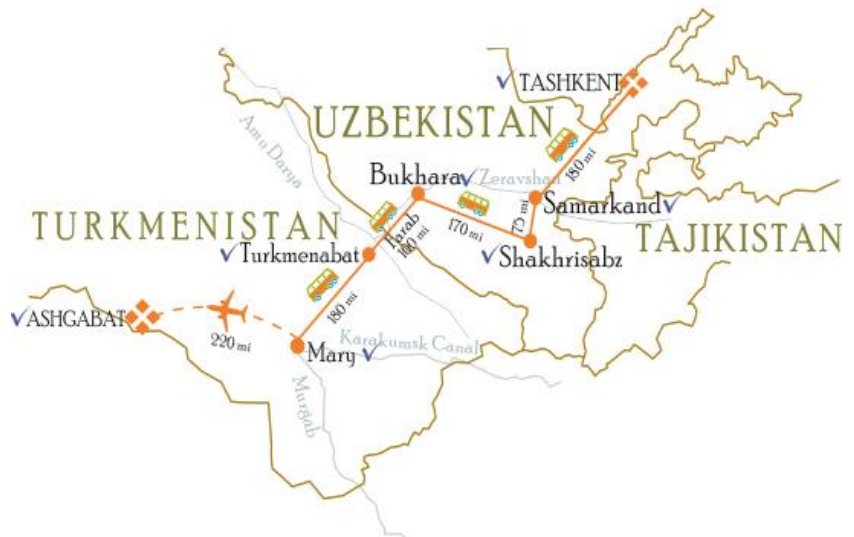 TASHKENT
UZBEKISTAN
Amu Darya
180 mi
Bukhara
Zeravshan
Samarkand
75 mi
TURKMENISTAN
Farab
100 mi
170 mi
TAJIKISTAN
Turkmenabat
Shakhrisabz
180 mi
ASHGABAT
220 mi
Karakumsk Canal
Mary
Murgab